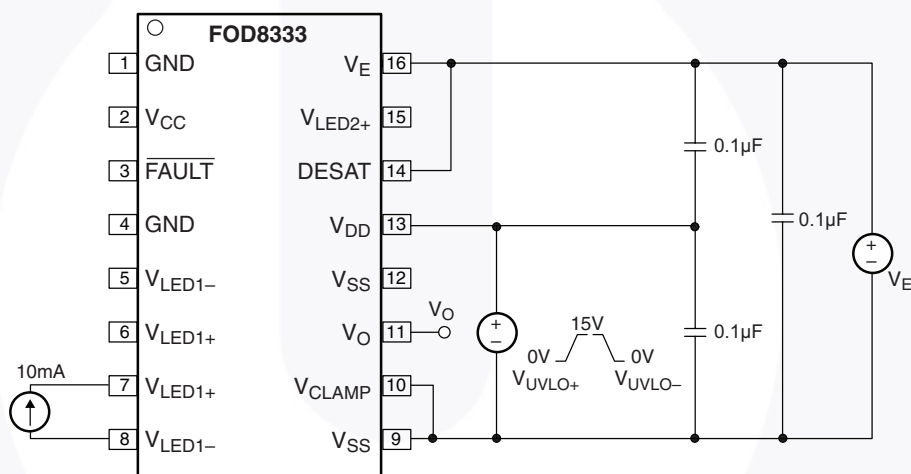 FOD8333
1 GND
2 VCC
3 FAULT
4 GND
5 VLED1–
6 VLED1+
7 VLED1+
8 VLED1–
10mA
VE 16
VLED2+ 15
DESAT 14
VDD 13
VSS 12
VO 11
VCLAMP 10
VSS 9
VO
+
–
0V 15V 0V
VUVLO+ VUVLO–
0.1µF
0.1µF
0.1µF
+
–
VE